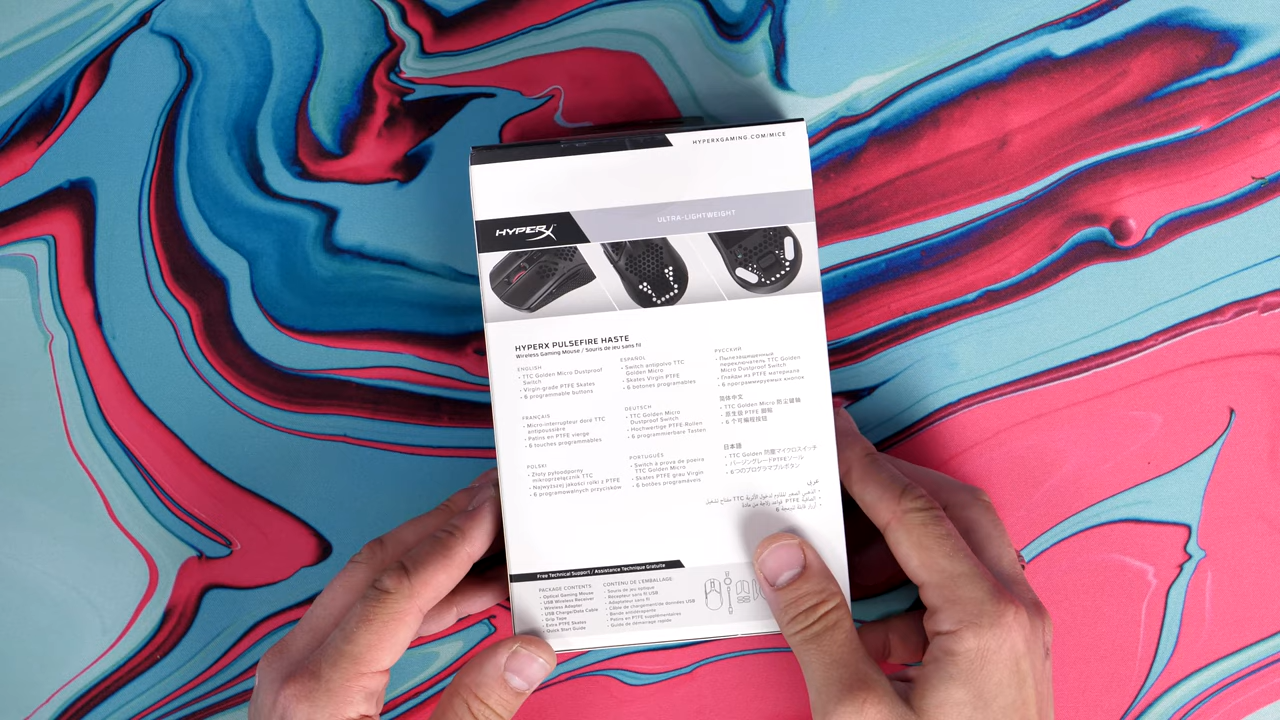 HYPERXGAMING.COM/MICE
HYPERX
ULTRA-LIGHTWEIGHT
HYPERX PULSEFIRE HASTE
Wireless Gaming Mouse / Souris de jeu sans fil
ENGLISH
• TTC Golden Micro Dustproof
Switch
• Virgin-grade PTFE Skates
• 6 programmable buttons
FRANÇAIS
• Micro-interrupteur doré TTC
antipoussière
• Patins en PTFE vierge
• 6 touches programmables
POLSKI
• Złoty pyłoodporny
mikroprzełącznik TTC
• Najwyższej jakości rolki z PTFE
• 6 programowalnych przycisków
ESPAÑOL
• Switch antipolvo TTC
Golden Micro
• Skates Virgin PTFE
• 6 botones programables
DEUTSCH
• TTC Golden Micro
Dustproof Switch
• Hochwertige PTFE-Rollen
• 6 programmierbare Tasten
PORTUGUÊS
• Switch à prova de poeira
TTC Golden Micro
• Skates PTFE grau Virgin
• 6 botões programáveis
РУССКИЙ
• Пылезащищенный
переключатель TTC Golden
Micro Dustproof Switch
• Глайды из PTFE материала
• 6 программируемых кнопок
简体中文
• TTC Golden Micro 防尘键轴
• 原生级 PTFE 脚贴
• 6 个可编程按钮
日本語
• TTC Golden 防塵マイクロスイッチ
• バージングレードPTFEソール
• 6つのプログラマブルボタン
Free Technical Support / Assistance Technique Gratuite
PACKAGE CONTENTS:
• Optical Gaming Mouse
• USB Wireless Receiver
• Wireless Adapter
• USB Charge/Data Cable
• Grip Tape
• Extra PTFE Skates
• Quick Start Guide
CONTENU DE L'EMBALLAGE:
• Souris de jeu optique
• Récepteur sans fil USB
• Adaptateur sans fil
• Câble de chargement/de données USB
• Bande antidérapante
• Patins en PTFE supplémentaires
• Guide de démarrage rapide